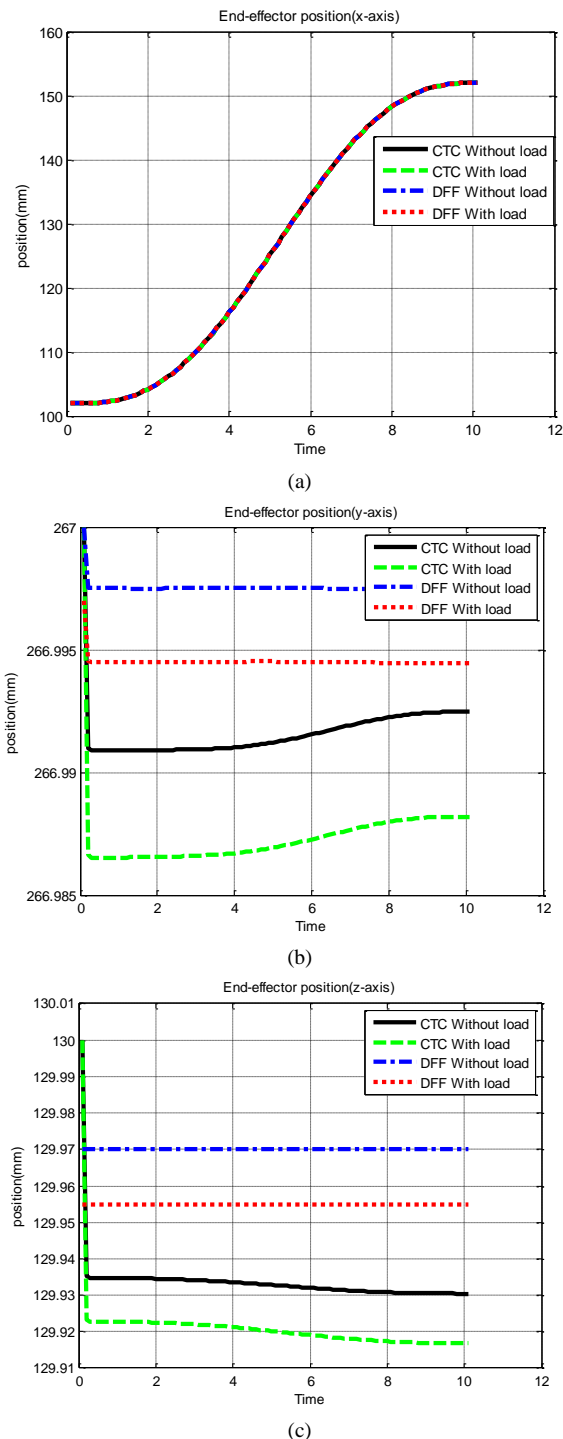 End-effector position(x-axis)
160
150
140
130
120
110
100
position(mm)
CTC Without load
CTC With load
DFF Without load
DFF With load
0 2 4 6 8 10 12
Time
(a)
End-effector position(y-axis)
267
266.995
266.99
266.985
position(mm)
CTC Without load
CTC With load
DFF Without load
DFF With load
0 2 4 6 8 10 12
Time
(b)
End-effector position(z-axis)
130.01
130
129.99
129.98
129.97
129.96
129.95
129.94
129.93
129.92
129.91
position(mm)
CTC Without load
CTC With load
DFF Without load
DFF With load
0 2 4 6 8 10 12
Time
(c)